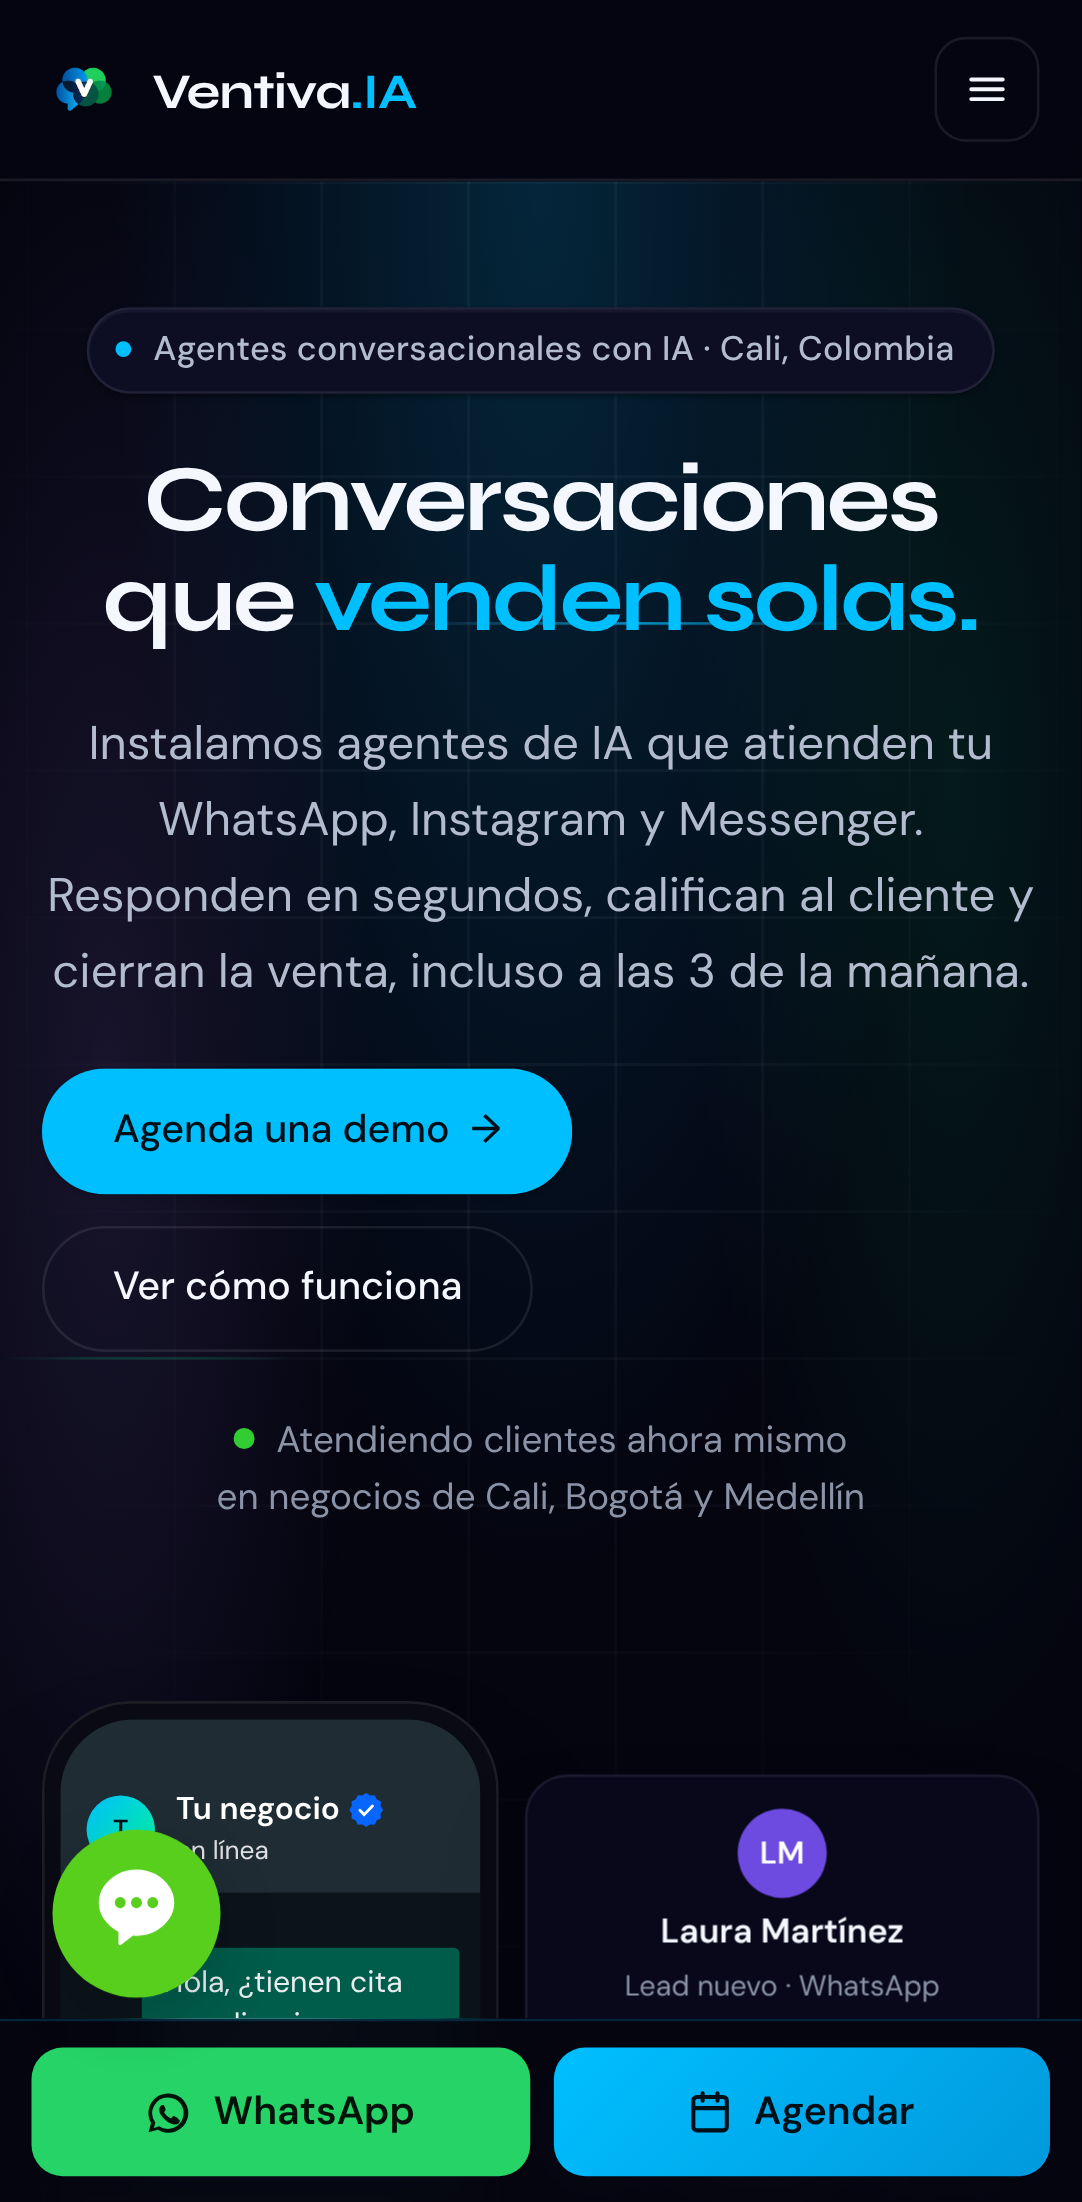 Ventiva.IA
Agentes conversacionales con IA · Cali, Colombia
Conversaciones
que venden solas.
Instalamos agentes de IA que atienden tu
WhatsApp, Instagram y Messenger.
Responden en segundos, califican al cliente y
cierran la venta, incluso a las 3 de la mañana.
Agenda una demo →
Ver cómo funciona
Atendiendo clientes ahora mismo
en negocios de Cali, Bogotá y Medellín
Tu negocio
línea
¿tienen cita
LM
Laura Martínez
Lead nuevo · WhatsApp
WhatsApp
Agendar